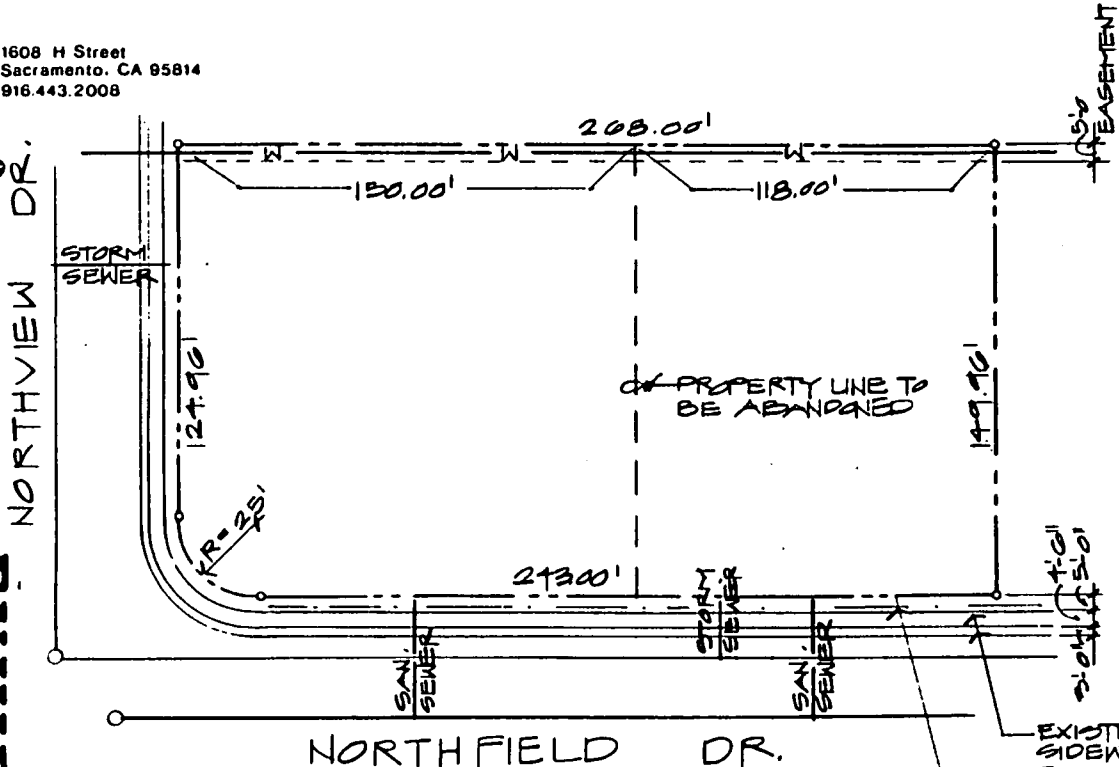 1608 H Street
Sacramento, CA 95814
916.443.2008
EASEMENT
5'-0
268.00'
W W W
150.00'
118.00'
NORTHVIEW DR.
STORM
SEWER
124.96'
149.96'
PROPERTY LINE TO
BE ABANDONED
R=25'
243.00'
STORM
SEWER
SAN.
SEWER
SAN.
SEWER
4'-6"
5'-0"
NORTHFIELD DR.